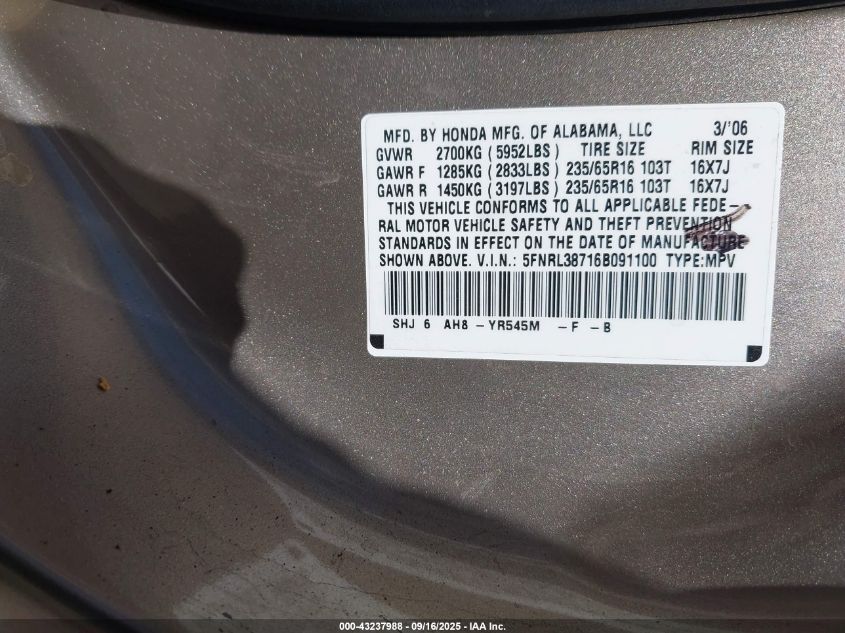 MFD. BY HONDA MFG. OF ALABAMA, LLC 3/'06
GVWR 2700KG (5952LBS) TIRE SIZE RIM SIZE
GAWR F 1285KG (2833LBS) 235/65R16 103T 16X7J
GAWR R 1450KG (3197LBS) 235/65R16 103T 16X7J
THIS VEHICLE CONFORMS TO ALL APPLICABLE FEDE-
RAL MOTOR VEHICLE SAFETY AND THEFT PREVENTION
STANDARDS IN EFFECT ON THE DATE OF MANUFACTURE
SHOWN ABOVE. V.I.N.: 5FNRL38716B091100 TYPE:MPV
SHJ 6 AH8 - YR545M - F - B
000-43237988 - 09/16/2025 - IAA Inc.